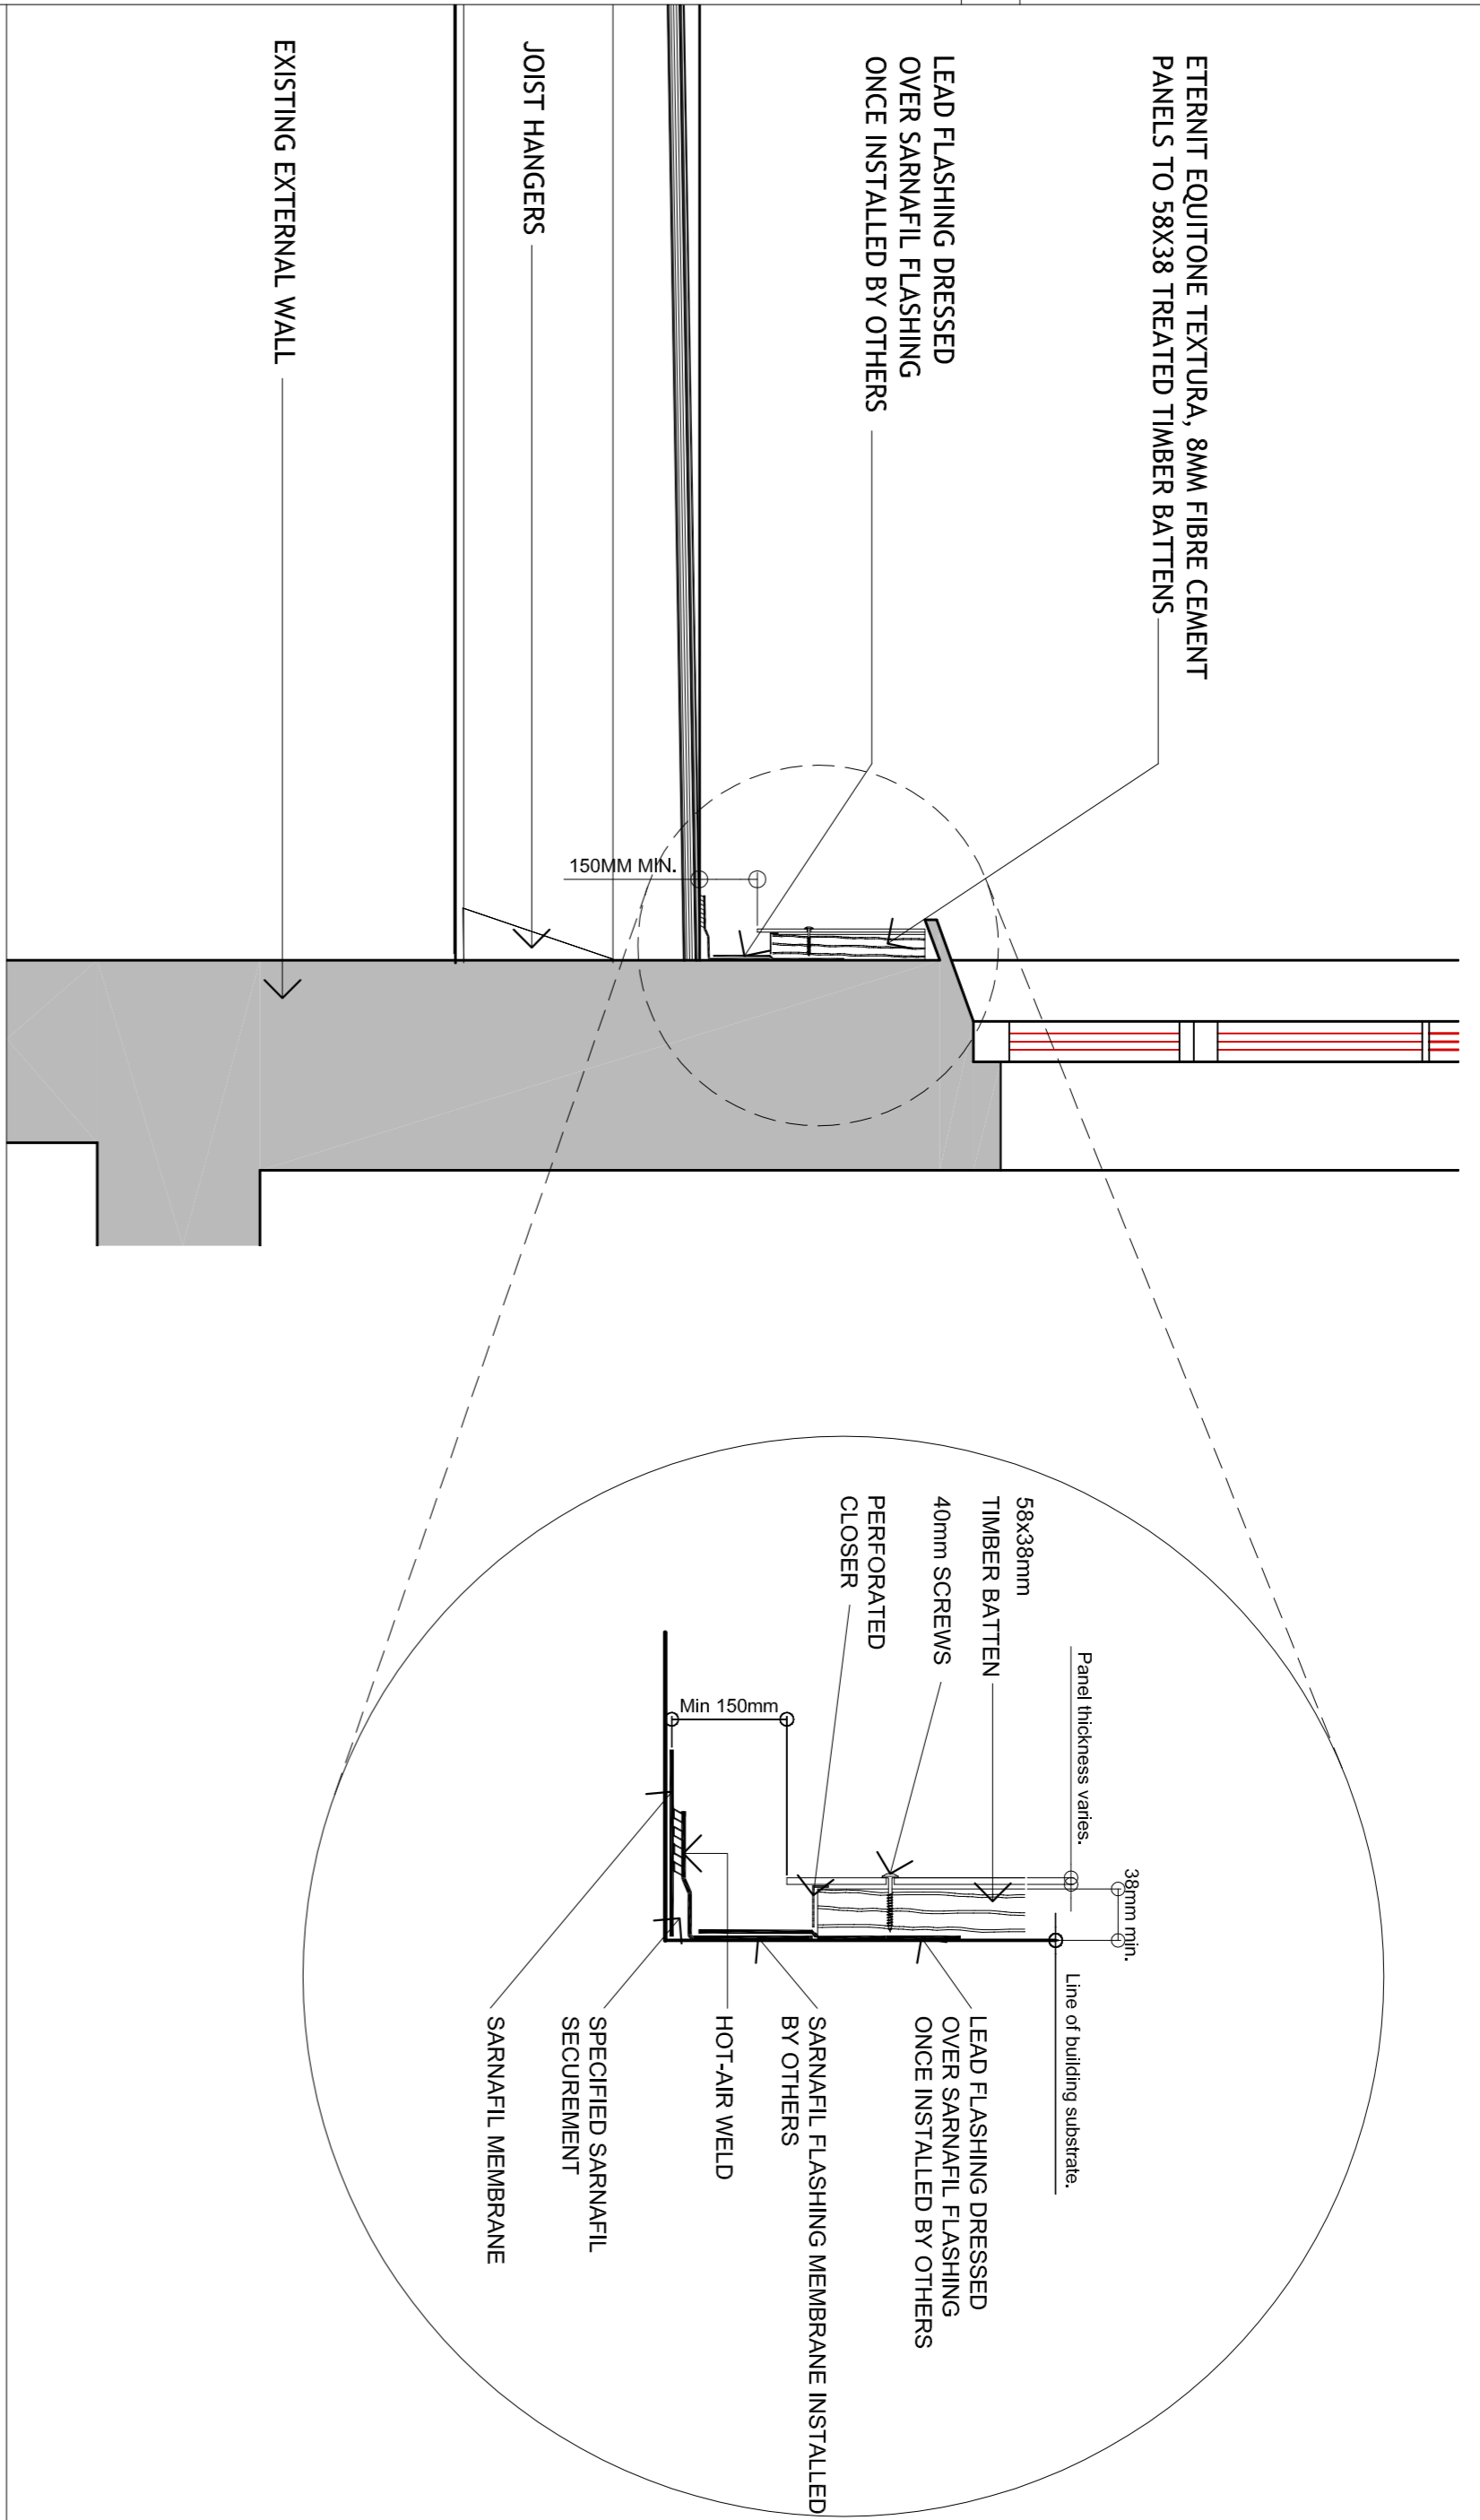 ETERNIT EQUITONE TEXTURA, 8MM FIBRE CEMENT
PANELS TO 58X38 TREATED TIMBER BATTENS
LEAD FLASHING DRESSED
OVER SARNAFIL FLASHING
ONCE INSTALLED BY OTHERS
150MM MIN.
JOIST HANGERS
EXISTING EXTERNAL WALL
Panel thickness varies.
38mm min.
Line of building substrate.
58x38mm
TIMBER BATTEN
40mm SCREWS
PERFORATED
CLOSER
Min 150mm
LEAD FLASHING DRESSED
OVER SARNAFIL FLASHING
ONCE INSTALLED BY OTHERS
SARNAFIL FLASHING MEMBRANE INSTALLED
BY OTHERS
HOT-AIR WELD
SPECIFIED SARNAFIL
SECUREMENT
SARNAFIL MEMBRANE